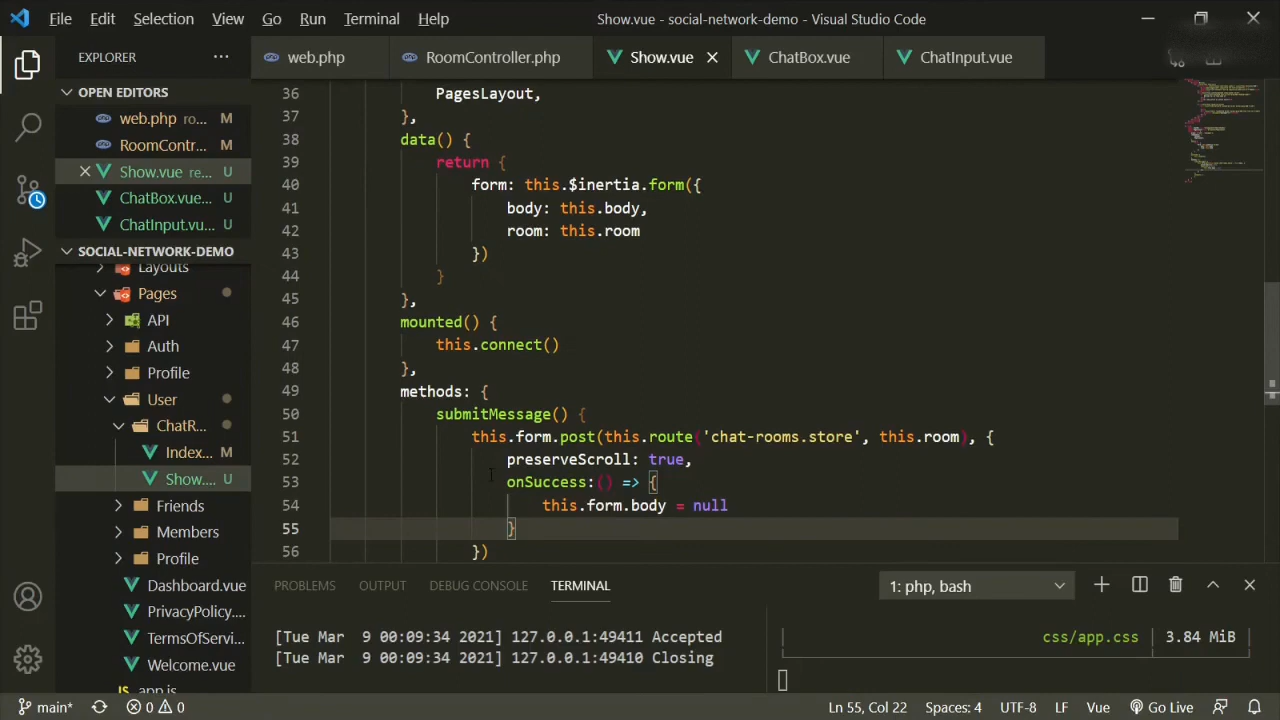 File Edit Selection View Go Run Terminal Help Show.vue - social-network-demo - Visual Studio Code
EXPLORER ···
web.php RoomController.php Show.vue ChatBox.vue ChatInput.vue
OPEN EDITORS
web.php ro... M
RoomContr... M
Show.vue re... U
ChatBox.vue... U
ChatInput.vu... U
SOCIAL-NETWORK-DEMO
Layouts
Pages
API
Auth
Profile
User
ChatR...
Index... M
Show.... U
Friends
Members
Profile
Dashboard.vue
PrivacyPolicy....
TermsOfServi...
Welcome.vue
app.js
36 PagesLayout,
37 },
38 data() {
39 return {
40 form: this.$inertia.form({
41 body: this.body,
42 room: this.room
43 })
44 }
45 },
46 mounted() {
47 this.connect()
48 },
49 methods: {
50 submitMessage() {
51 this.form.post(this.route('chat-rooms.store', this.room), {
52 preserveScroll: true,
53 onSuccess:() => {
54 this.form.body = null
55 }
56 })
PROBLEMS OUTPUT DEBUG CONSOLE TERMINAL 1: php, bash
[Tue Mar 9 00:09:34 2021] 127.0.0.1:49411 Accepted
[Tue Mar 9 00:09:34 2021] 127.0.0.1:49410 Closing
css/app.css | 3.84 MiB
main* 0 0 Ln 55, Col 22 Spaces: 4 UTF-8 LF Vue Go Live